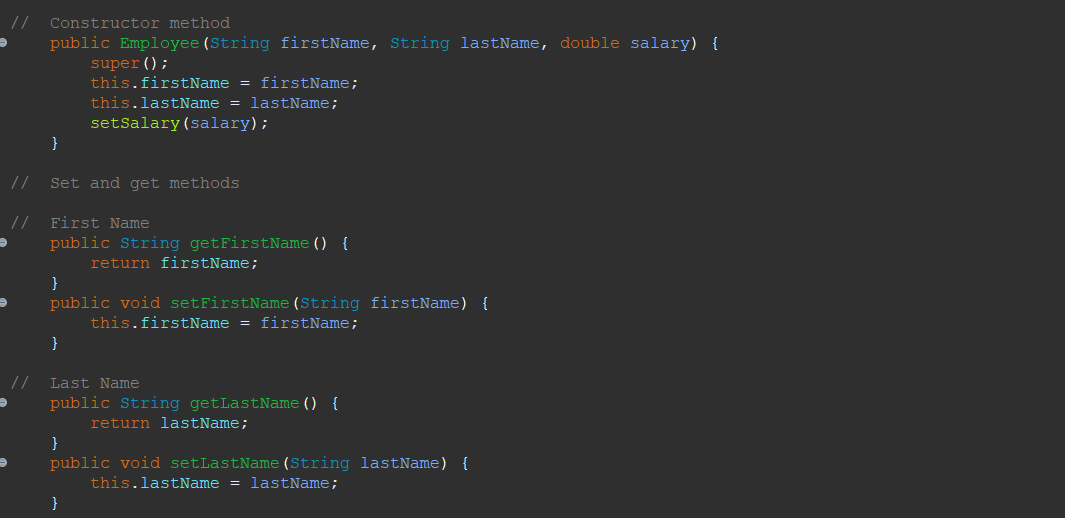 //  Constructor method
    public Employee(String firstName, String lastName, double salary) {
        super();
        this.firstName = firstName;
        this.lastName = lastName;
        setSalary(salary);
    }
//  Set and get methods
//  First Name
    public String getFirstName() {
        return firstName;
    }
    public void setFirstName(String firstName) {
        this.firstName = firstName;
    }
//  Last Name
    public String getLastName() {
        return lastName;
    }
    public void setLastName(String lastName) {
        this.lastName = lastName;
    }